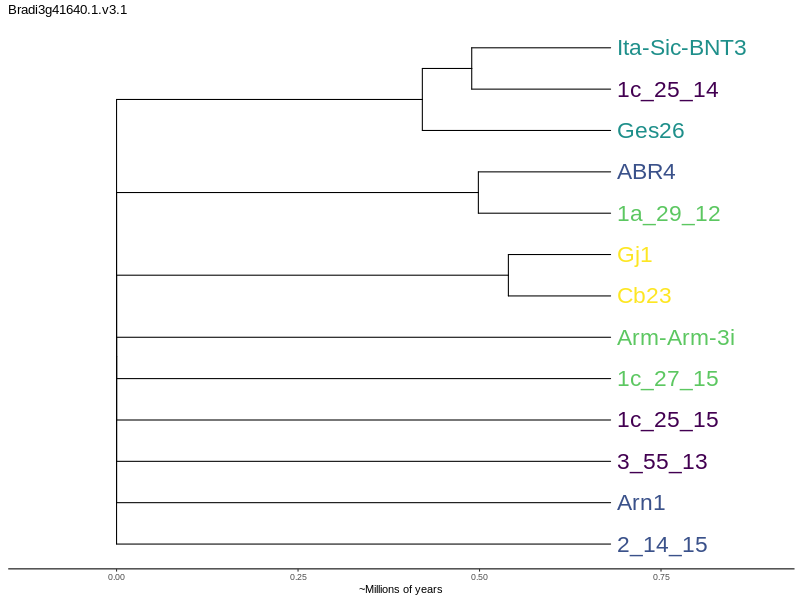 Bradi3g41640.1.v3.1
Ita-Sic-BNT3
1c_25_14
Ges26
ABR4
1a_29_12
Gj1
Cb23
Arm-Arm-3i
1c_27_15
1c_25_15
3_55_13
Arn1
2_14_15
0.00 0.25 0.50 0.75
~Millions of years